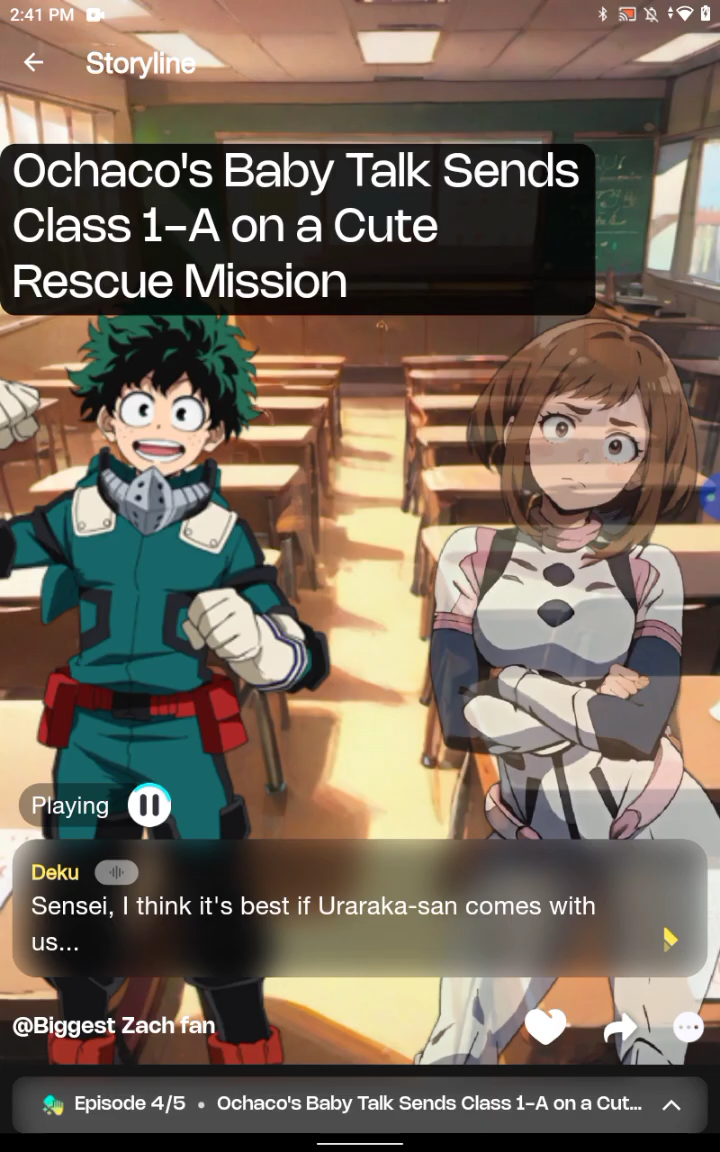 2:41 PM
Storyline
Ochaco's Baby Talk Sends
Class 1-A on a Cute
Rescue Mission
Playing
Deku
Sensei, I think it's best if Uraraka-san comes with
us...
@Biggest Zach fan
Episode 4/5 • Ochaco's Baby Talk Sends Class 1-A on a Cut...